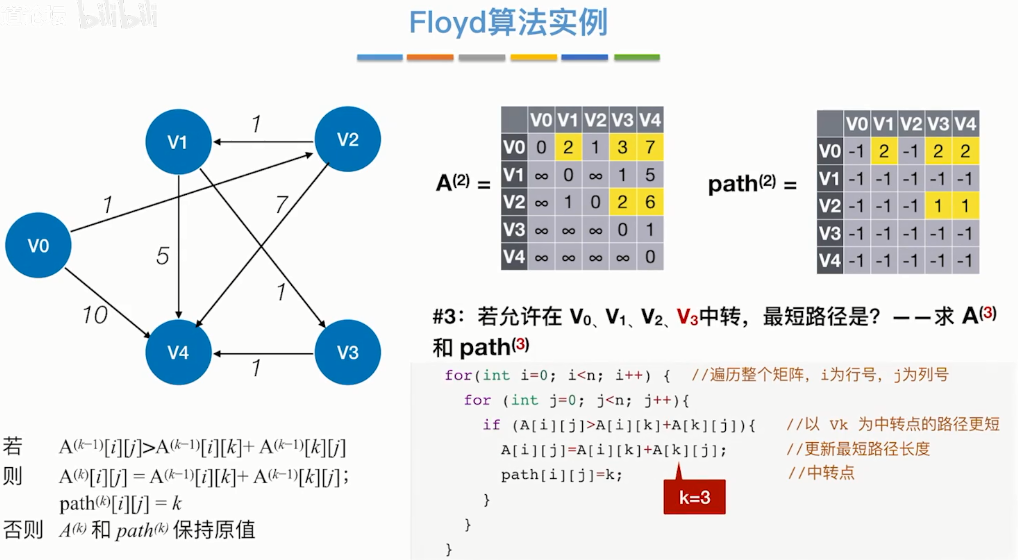 bilibili
Floyd算法实例
V1
V2
V0
V4
V3
1
1
7
5
1
10
1
A(2) =
V0 V1 V2 V3 V4
V0 0 2 1 3 7
V1 ∞ 0 ∞ 1 5
V2 ∞ 1 0 2 6
V3 ∞ ∞ ∞ 0 1
V4 ∞ ∞ ∞ ∞ 0
path(2) =
V0 V1 V2 V3 V4
V0 -1 2 -1 2 2
V1 -1 -1 -1 -1 -1
V2 -1 -1 -1 1 1
V3 -1 -1 -1 -1 -1
V4 -1 -1 -1 -1 -1
#3：若允许在 V0、V1、V2、V3中转，最短路径是？——求 A(3)
和 path(3)
for(int i=0; i<n; i++) { //遍历整个矩阵，i为行号，j为列号
for (int j=0; j<n; j++){
if (A[i][j]>A[i][k]+A[k][j]){ //以 Vk 为中转点的路径更短
A[i][j]=A[i][k]+A[k][j]; //更新最短路径长度
path[i][j]=k; //中转点
k=3
}
}
}
若 A(k-1)[i][j]>A(k-1)[i][k]+ A(k-1)[k][j]
则 A(k)[i][j] = A(k-1)[i][k]+ A(k-1)[k][j]；
path(k)[i][j] = k
否则 A(k) 和 path(k) 保持原值